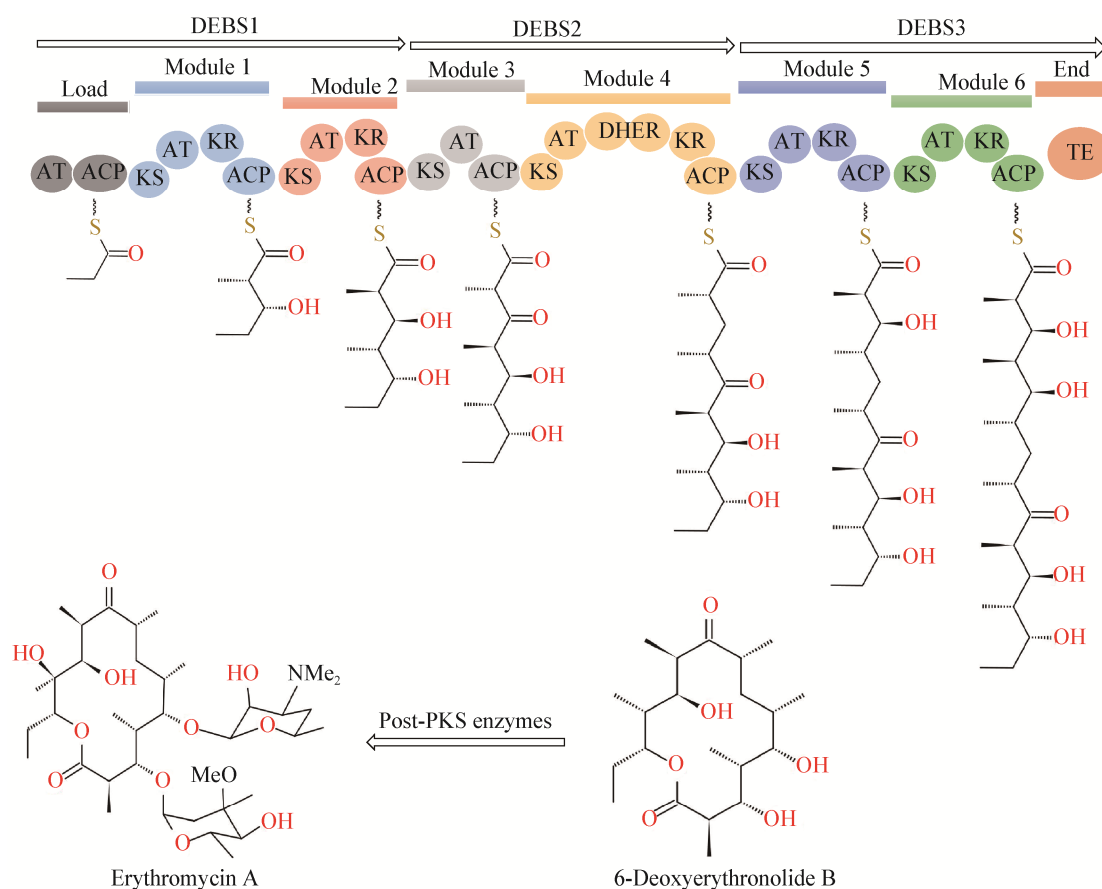 DEBS1 DEBS2 DEBS3
Load Module 1 Module 2 Module 3 Module 4 Module 5 Module 6 End
AT ACP KS AT KR ACP KS AT KR ACP KS AT ACP KS AT DHER KR ACP KS AT KR ACP KS AT KR ACP TE
S S S S S S S
O O O O O O O
OH OH O O OH OH
OH OH OH
OH O O OH
OH OH OH O
OH OH OH
OH
O
HO OH HO NMe2
O O O
O O MeO
O OH
Erythromycin A
Post-PKS enzymes
O
OH
O OH
O OH
6-Deoxyerythronolide B